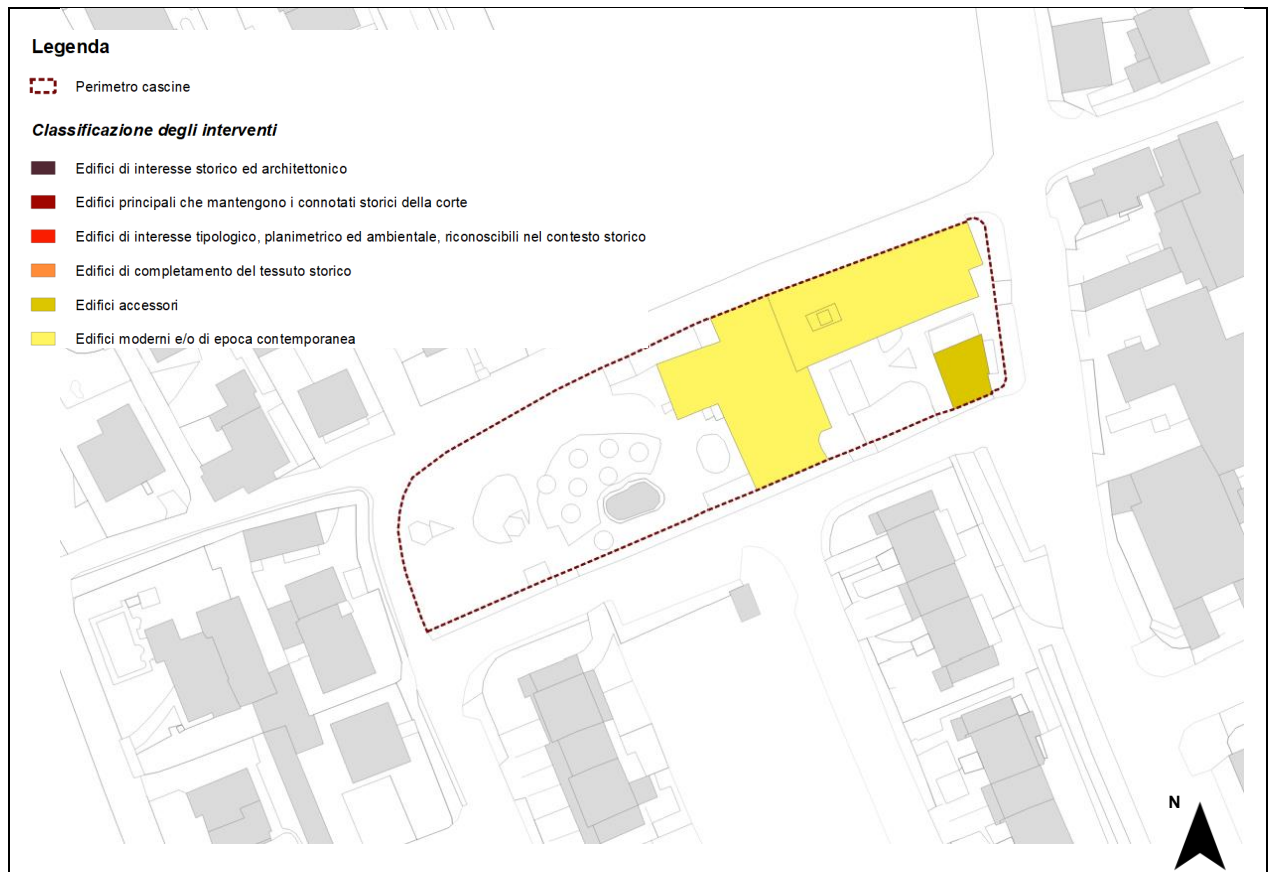 Legenda
Perimetro cascine
Classificazione degli interventi
Edifici di interesse storico ed architettonico
Edifici principali che mantengono i connotati storici della corte
Edifici di interesse tipologico, planimetrico ed ambientale, riconoscibili nel contesto storico
Edifici di completamento del tessuto storico
Edifici accessori
Edifici moderni e/o di epoca contemporanea
N